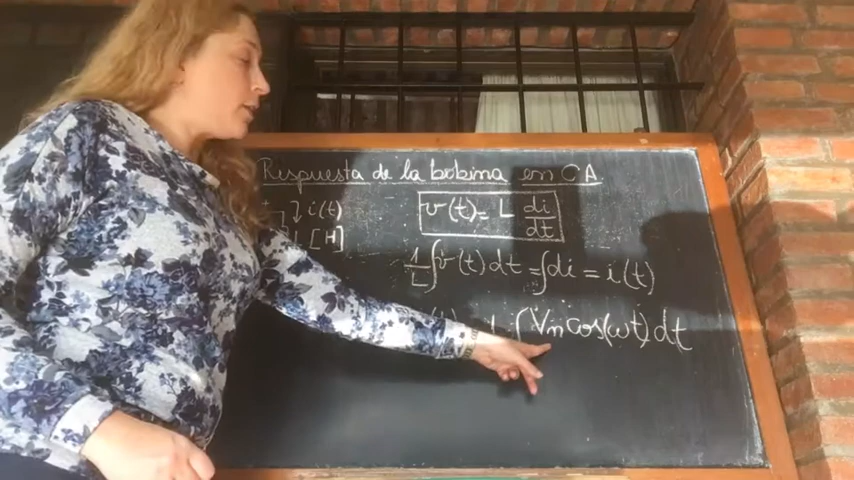 Respuesta de la bobina en CA
+ ↓ i(t) v(t) = L di/dt
L [H]
1/L ∫ v(t) dt = ∫ di = i(t)
∫ Vm cos(ωt) dt